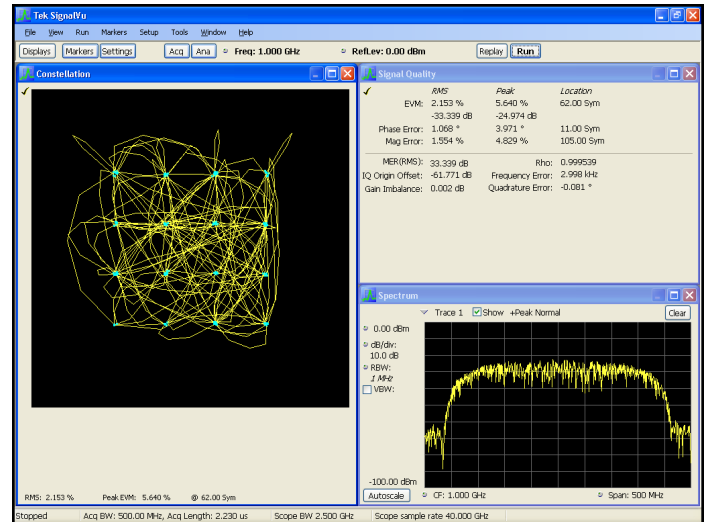 Tek SignalVu
File View Run Markers Setup Tools Window Help
Displays Markers Settings Acq Ana Freq: 1.000 GHz RefLev: 0.00 dBm Replay Run
Constellation
RMS: 2.153 % Peak EVM: 5.640 % @ 62.00 Sym
Signal Quality
RMS Peak Location
EVM: 2.153 % 5.640 % 62.00 Sym
-33.339 dB -24.974 dB
Phase Error: 1.068 ° 3.971 ° 11.00 Sym
Mag Error: 1.554 % 4.829 % 105.00 Sym
MER(RMS): 33.339 dB Rho: 0.999539
IQ Origin Offset: -61.771 dB Frequency Error: 2.998 kHz
Gain Imbalance: 0.002 dB Quadrature Error: -0.081 °
Spectrum
Trace 1 Show +Peak Normal Clear
0.00 dBm
dB/div:
10.0 dB
RBW:
1 MHz
VBW:
-100.00 dBm
Autoscale CF: 1.000 GHz Span: 500 MHz
Stopped Acq BW: 500.00 MHz, Acq Length: 2.230 us Scope BW 2.500 GHz Scope sample rate 40.000 GHz